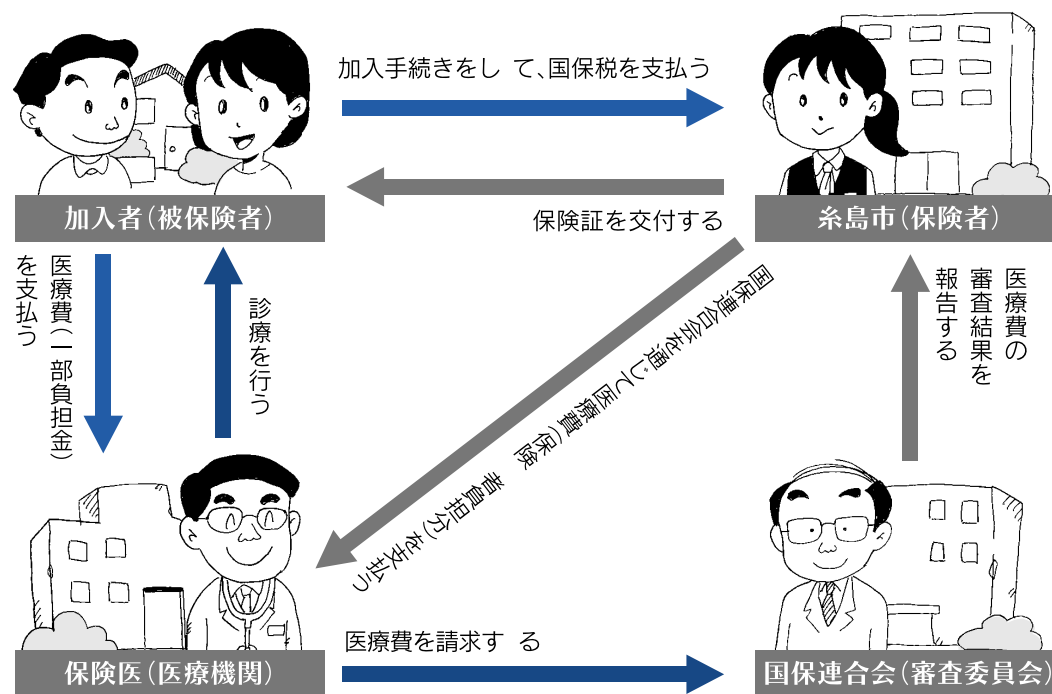 加入手続きをし て、国保税を支払う
加入者（被保険者）
糸島市（保険者）
保険証を交付する
医療費（一部負担金）
を支払う
診療を行う
国保連合会を通じて医療費（保険 者負担分）を支払う
医療費の
審査結果を
報告する
医療費を請求す る
保険医（医療機関）
国保連合会（審査委員会）